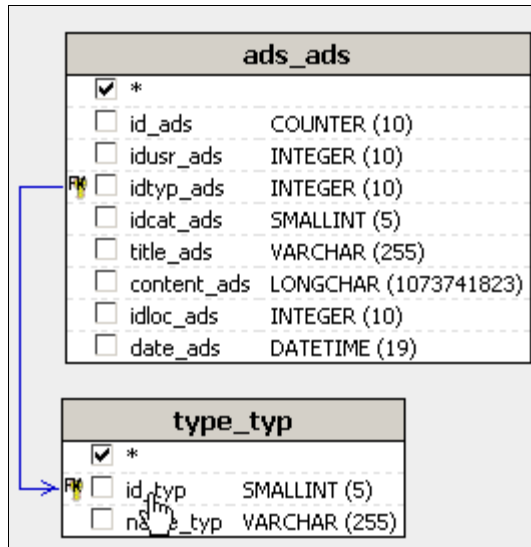 ads_ads
*
id_ads COUNTER (10)
idusr_ads INTEGER (10)
FK idtyp_ads INTEGER (10)
idcat_ads SMALLINT (5)
title_ads VARCHAR (255)
content_ads LONGCHAR (1073741823)
idloc_ads INTEGER (10)
date_ads DATETIME (19)
type_typ
*
id_typ SMALLINT (5)
VARCHAR (255)